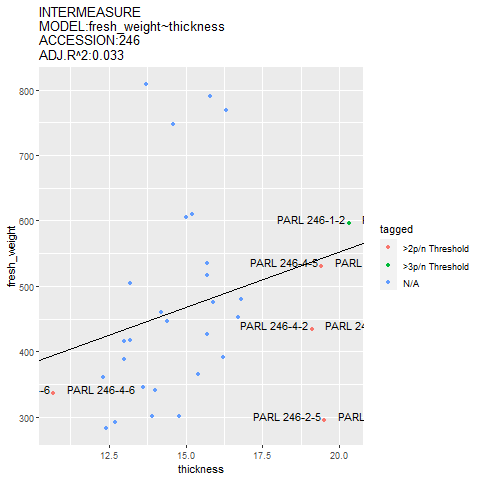 INTERMEASURE
MODEL:fresh_weight~thickness
ACCESSION:246
ADJ.R^2:0.033
800
700
600
500
400
300
fresh_weight
PARL 246-1-2
PARL 246-4-5 PARL
PARL 246-4-2 PARL 24
-6 PARL 246-4-6
PARL 246-2-5 PARL
12.5 15.0 17.5 20.0
thickness
tagged
>2p/n Threshold
>3p/n Threshold
N/A